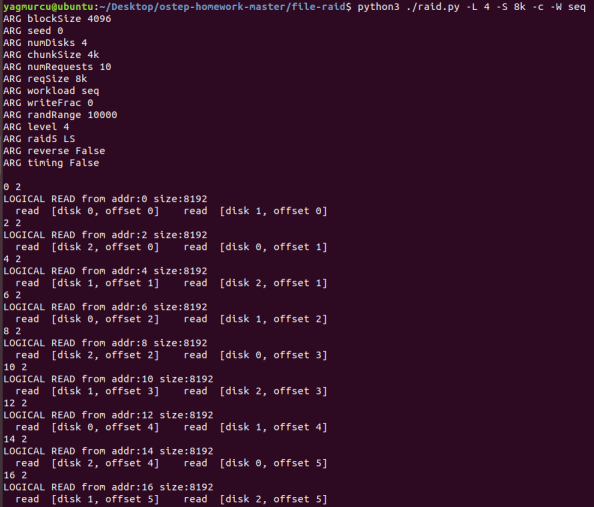 yagmurcu@ubuntu:~/Desktop/ostep-homework-master/file-raid$ python3 ./raid.py -L 4 -S 8k -c -W seq
ARG blockSize 4096
ARG seed 0
ARG numDisks 4
ARG chunkSize 4k
ARG numRequests 10
ARG reqSize 8k
ARG workload seq
ARG writeFrac 0
ARG randRange 10000
ARG level 4
ARG raid5 LS
ARG reverse False
ARG timing False
0 2
LOGICAL READ from addr:0 size:8192
read [disk 0, offset 0] read [disk 1, offset 0]
2 2
LOGICAL READ from addr:2 size:8192
read [disk 2, offset 0] read [disk 0, offset 1]
4 2
LOGICAL READ from addr:4 size:8192
read [disk 1, offset 1] read [disk 2, offset 1]
6 2
LOGICAL READ from addr:6 size:8192
read [disk 0, offset 2] read [disk 1, offset 2]
8 2
LOGICAL READ from addr:8 size:8192
read [disk 2, offset 2] read [disk 0, offset 3]
10 2
LOGICAL READ from addr:10 size:8192
read [disk 1, offset 3] read [disk 2, offset 3]
12 2
LOGICAL READ from addr:12 size:8192
read [disk 0, offset 4] read [disk 1, offset 4]
14 2
LOGICAL READ from addr:14 size:8192
read [disk 2, offset 4] read [disk 0, offset 5]
16 2
LOGICAL READ from addr:16 size:8192
read [disk 1, offset 5] read [disk 2, offset 5]